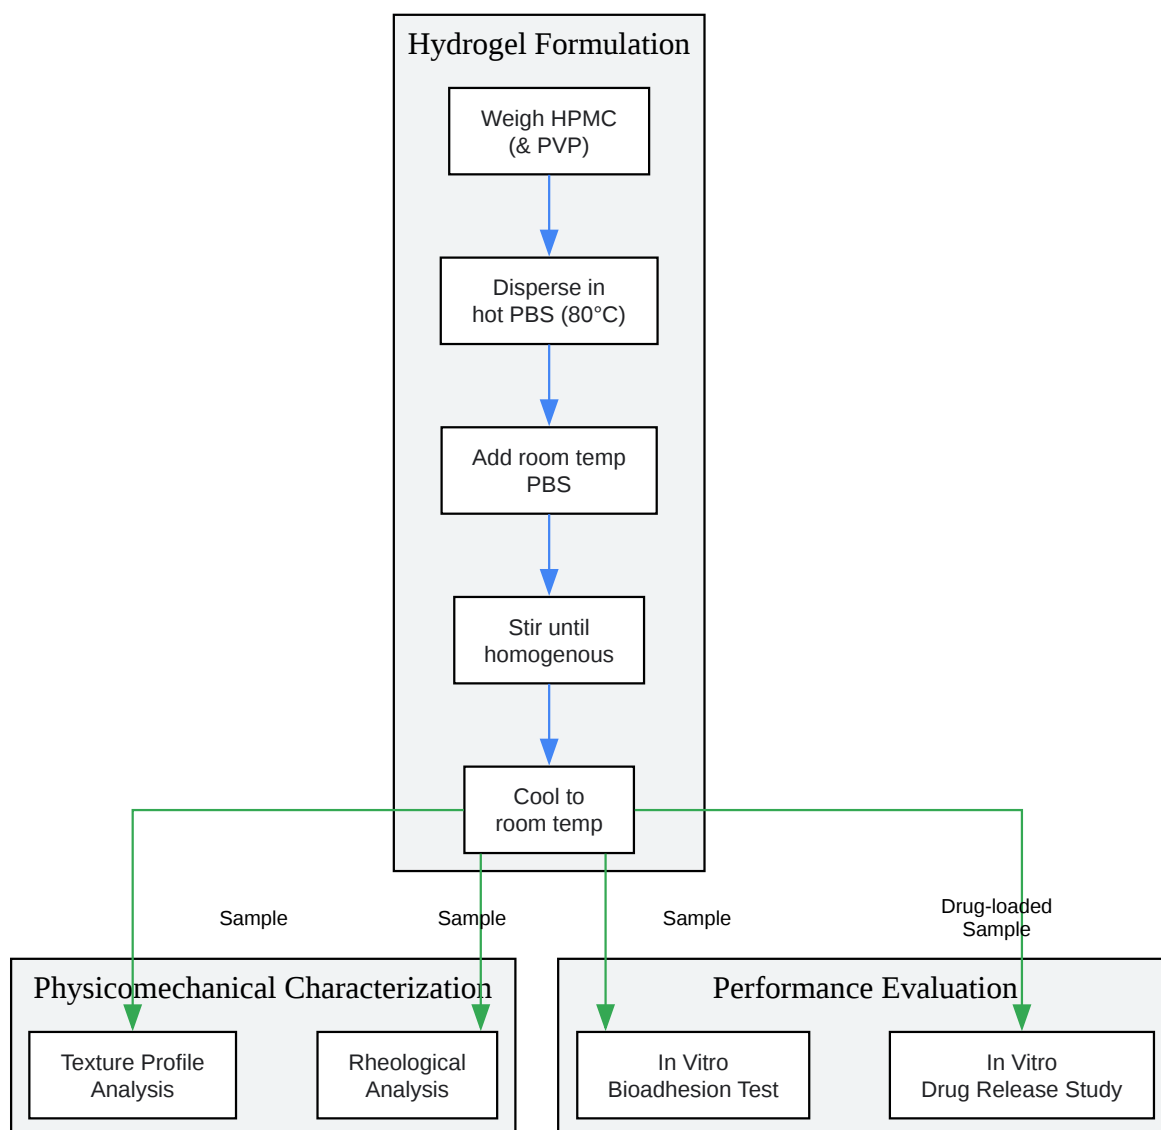 Hydrogel Formulation
Weigh HPMC
(& PVP)
Disperse in
hot PBS (80°C)
Add room temp
PBS
Stir until
homogenous
Cool to
room temp
Sample
Sample
Sample
Drug-loaded
Sample
Physicomechanical Characterization
Performance Evaluation
Texture Profile
Analysis
Rheological
Analysis
In Vitro
Bioadhesion Test
In Vitro
Drug Release Study